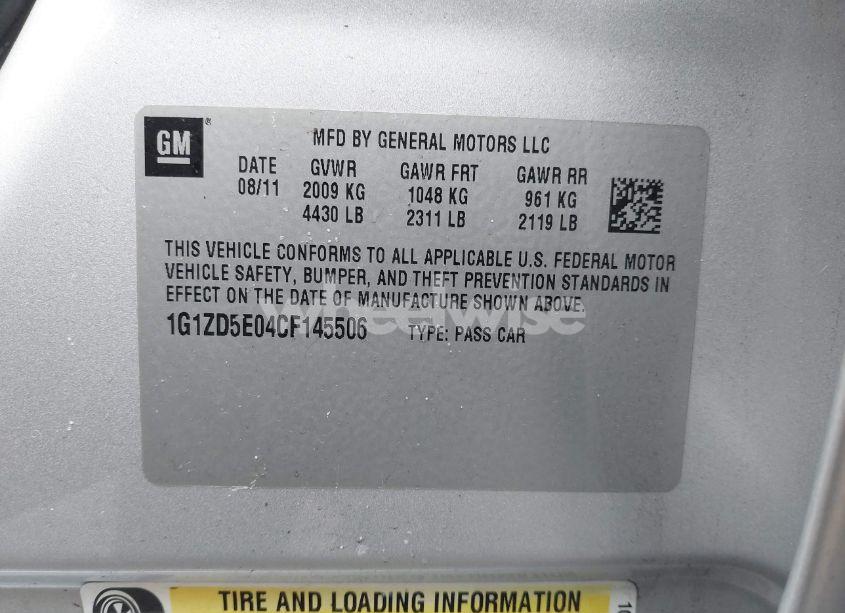 GM ®
MFD BY GENERAL MOTORS LLC
DATE GVWR GAWR FRT GAWR RR
08/11 2009 KG 1048 KG 961 KG
4430 LB 2311 LB 2119 LB
THIS VEHICLE CONFORMS TO ALL APPLICABLE U.S. FEDERAL MOTOR
VEHICLE SAFETY, BUMPER, AND THEFT PREVENTION STANDARDS IN
EFFECT ON THE DATE OF MANUFACTURE SHOWN ABOVE.
wheelwise
1G1ZD5E04CF145506 TYPE: PASS CAR
TIRE AND LOADING INFORMATION